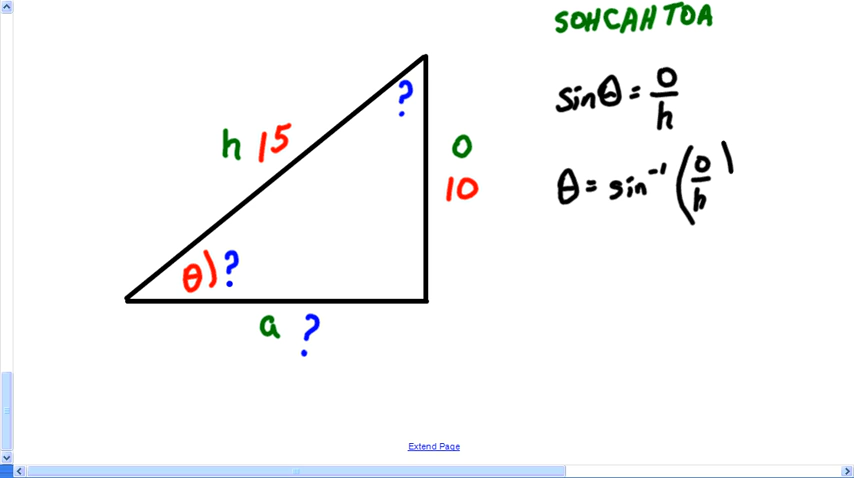 SOHCAHTOA
sinθ = o/h
θ = sin⁻¹(o/h)
?
h 15
o
10
θ) ?
a ?
Extend Page